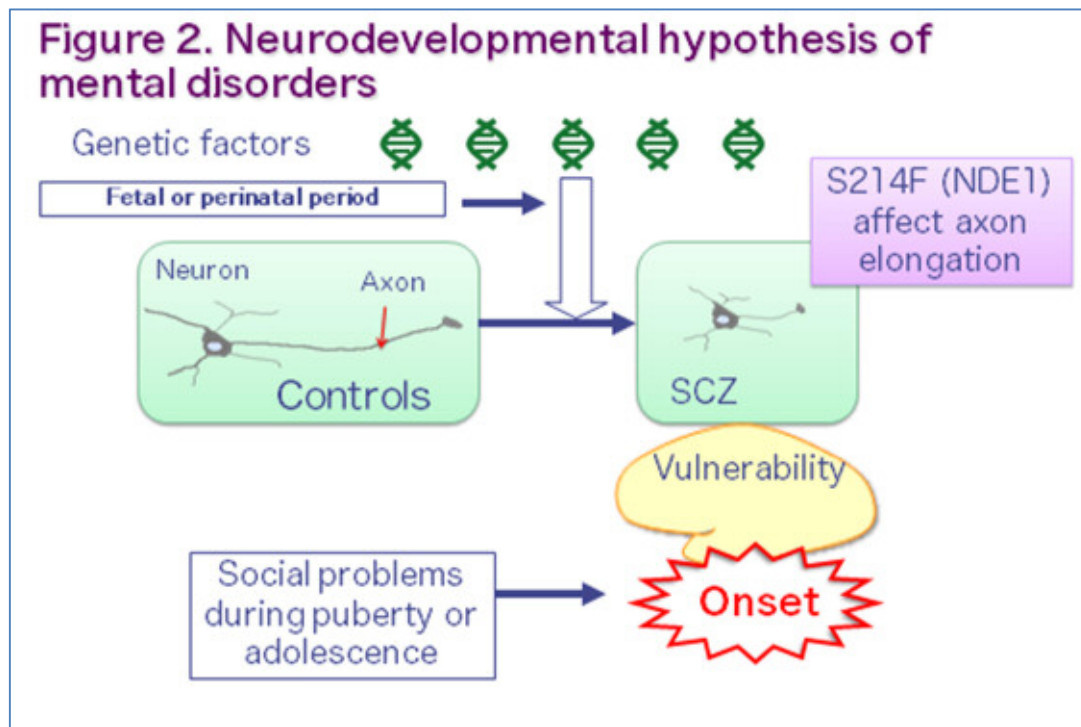 Figure 2. Neurodevelopmental hypothesis of
mental disorders
Genetic factors
Fetal or perinatal period
S214F (NDE1)
affect axon
elongation
Neuron
Axon
Controls
SCZ
Vulnerability
Social problems
during puberty or
adolescence
Onset